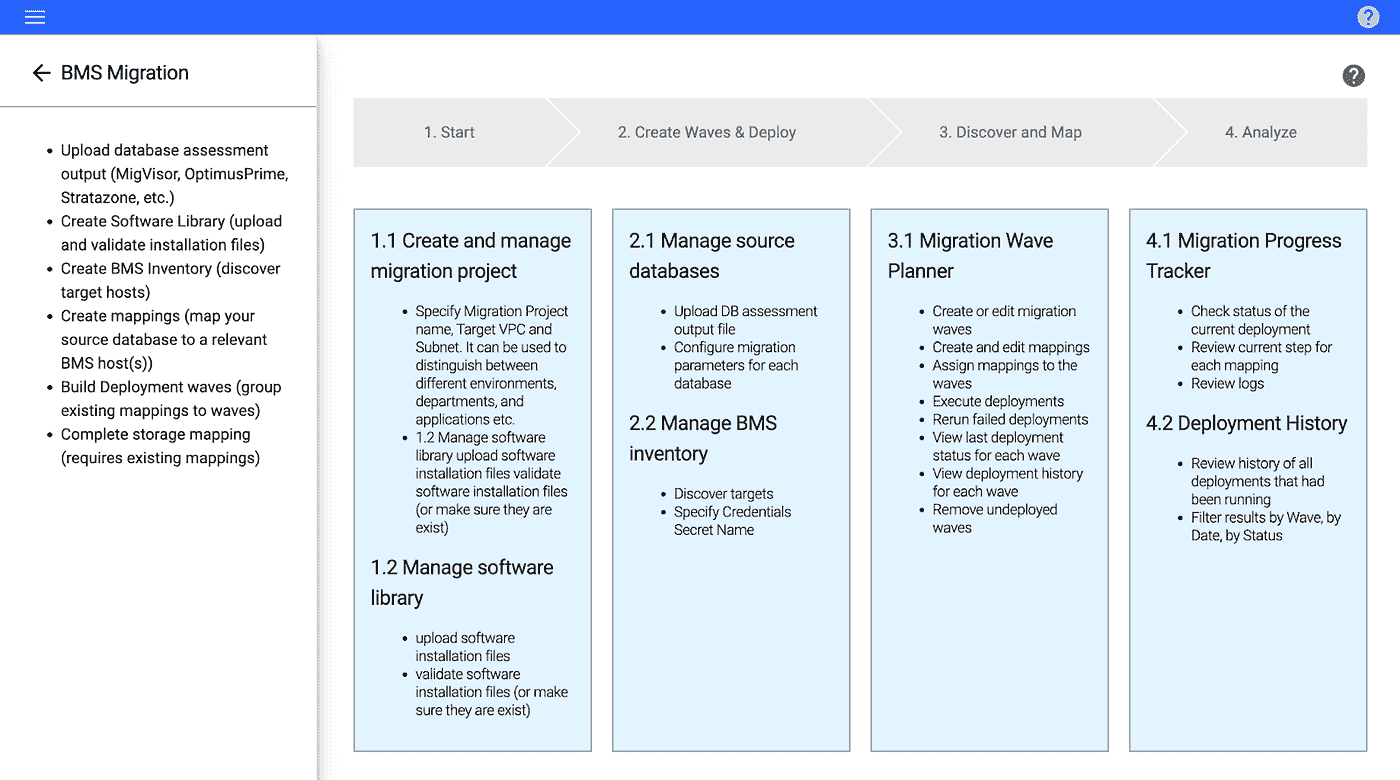 BMS Migration
Upload database assessment
output (MigVisor, OptimusPrime,
Stratazone, etc.)
Create Software Library (upload
and validate installation files)
Create BMS Inventory (discover
target hosts)
Create mappings (map your
source database to a relevant
BMS host(s))
Build Deployment waves (group
existing mappings to waves)
Complete storage mapping
(requires existing mappings)
1. Start
2. Create Waves & Deploy
3. Discover and Map
4. Analyze
1.1 Create and manage
migration project
Specify Migration Project
name, Target VPC and
Subnet. It can be used to
distinguish between
different environments,
departments, and
applications etc.
1.2 Manage software
library upload software
installation files validate
software installation files
(or make sure they are
exist)
1.2 Manage software
library
upload software
installation files
validate software
installation files (or make
sure they are exist)
2.1 Manage source
databases
Upload DB assessment
output file
Configure migration
parameters for each
database
2.2 Manage BMS
inventory
Discover targets
Specify Credentials
Secret Name
3.1 Migration Wave
Planner
Create or edit migration
waves
Create and edit mappings
Assign mappings to the
waves
Execute deployments
Rerun failed deployments
View last deployment
status for each wave
View deployment history
for each wave
Remove undeployed
waves
4.1 Migration Progress
Tracker
Check status of the
current deployment
Review current step for
each mapping
Review logs
4.2 Deployment History
Review history of all
deployments that had
been running
Filter results by Wave, by
Date, by Status